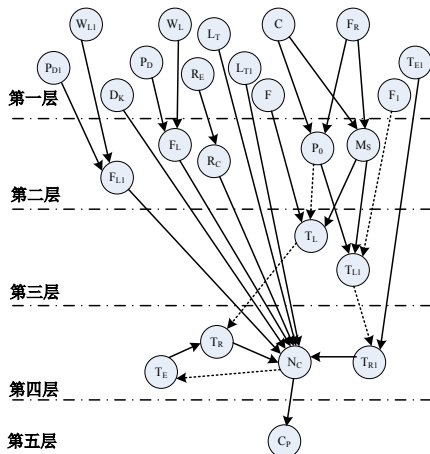 W_L1
W_L
L_T
C
F_R
P_D1
P_D
R_E
L_T1
T_E1
D_K
F
F_1
第一层
F_L
P_0
M_S
F_L1
R_C
第二层
T_L
T_L1
第三层
T_R
N_C
T_R1
T_E
第四层
C_P
第五层